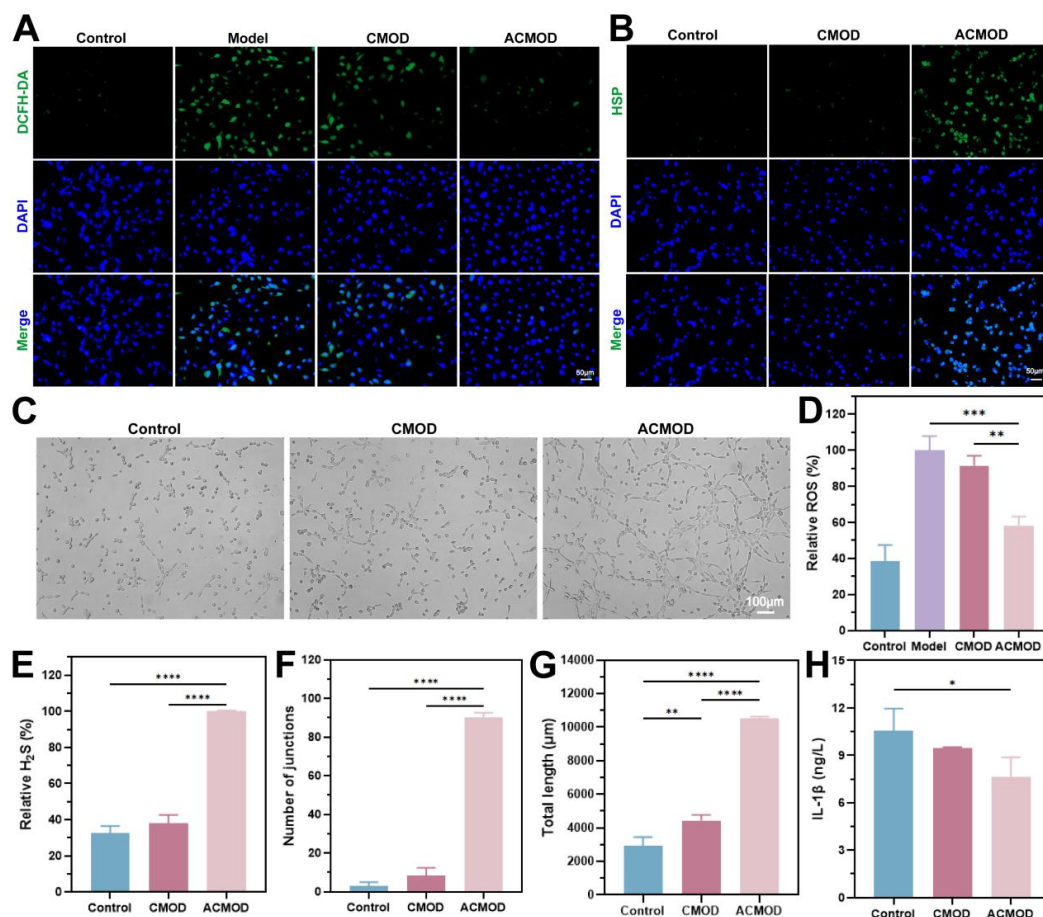 A
Control Model CMOD ACMOD
DCFH-DA
DAPI
Merge
50μm
B
Control CMOD ACMOD
HSP
DAPI
Merge
50μm
C
Control CMOD ACMOD
100μm
D
Relative ROS (%)
120
100
80
60
40
20
0
*** 
**
Control Model CMOD ACMOD
E
Relative H₂S (%)
120
100
80
60
40
20
0
****
****
Control CMOD ACMOD
F
Number of junctions
120
100
80
60
40
20
0
****
****
Control CMOD ACMOD
G
Total length (μm)
14000
12000
10000
8000
6000
4000
2000
0
****
****
**
Control CMOD ACMOD
H
IL-1β (ng/L)
15
12
9
6
3
0
*
Control CMOD ACMOD